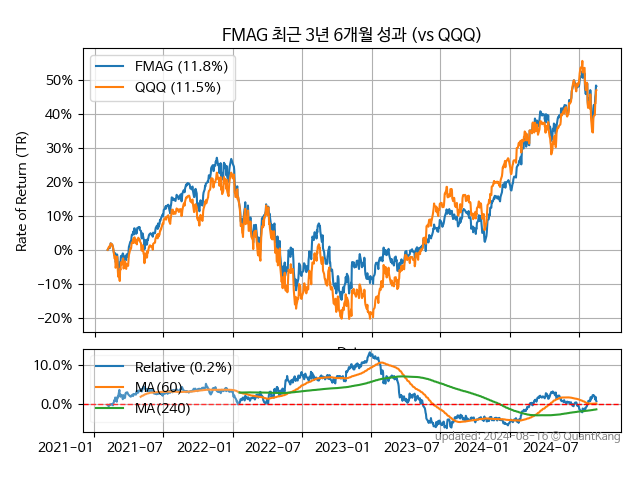 FMAG 최근 3년 6개월 성과 (vs QQQ)
FMAG (11.8%)
QQQ (11.5%)
Rate of Return (TR)
50%
40%
30%
20%
10%
0%
−10%
−20%
Relative (0.2%)
MA(60)
MA(240)
10.0%
0.0%
2021−01
2021−07
2022−01
2022−07
2023−01
2023−07
2024−01
2024−07
updated: 2024-08-16 © QuantKang